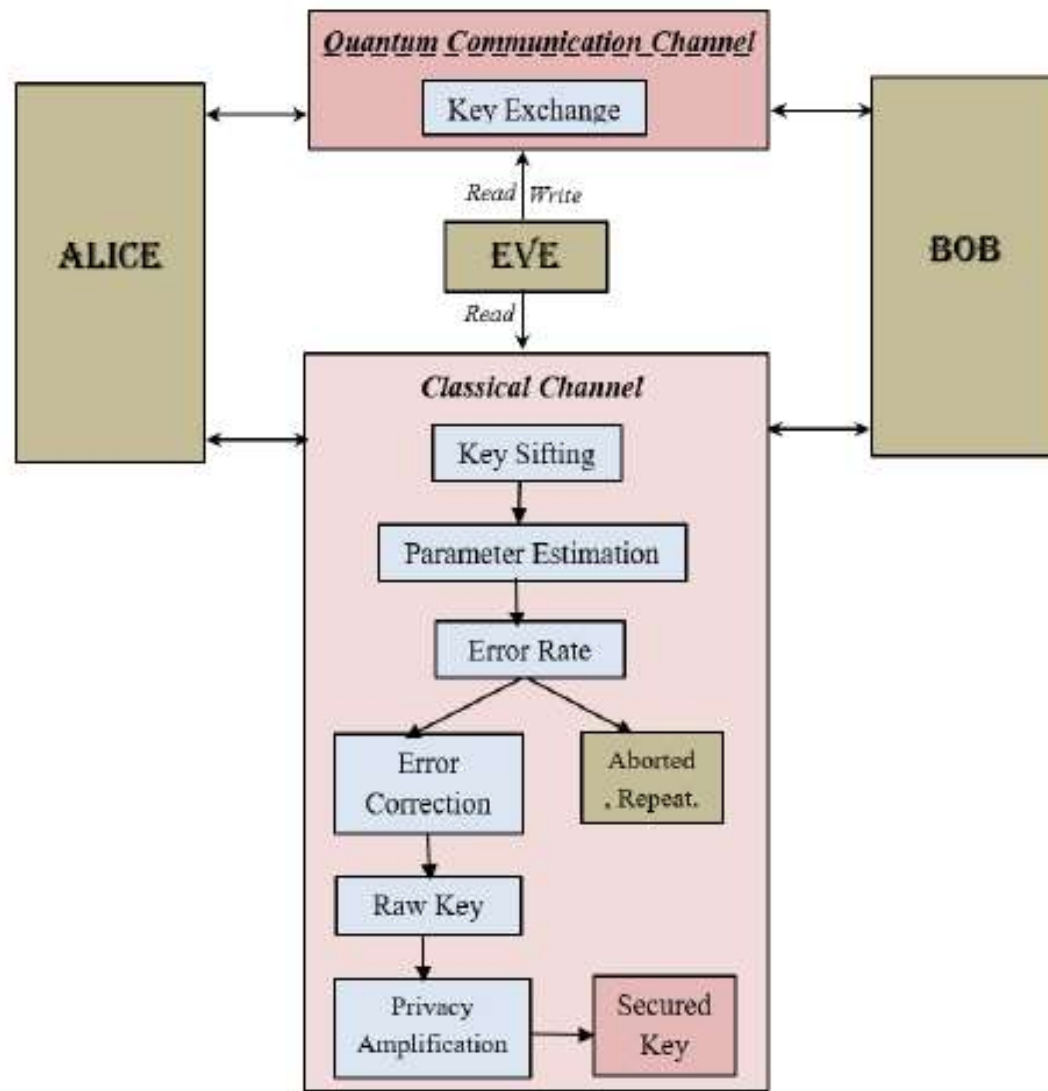 Quantum Communication Channel
Key Exchange
Read Write
ALICE
EVE
BOB
Read
Classical Channel
Key Sifting
Parameter Estimation
Error Rate
Error
Correction
Aborted
, Repeat.
Raw Key
Privacy
Amplification
Secured
Key